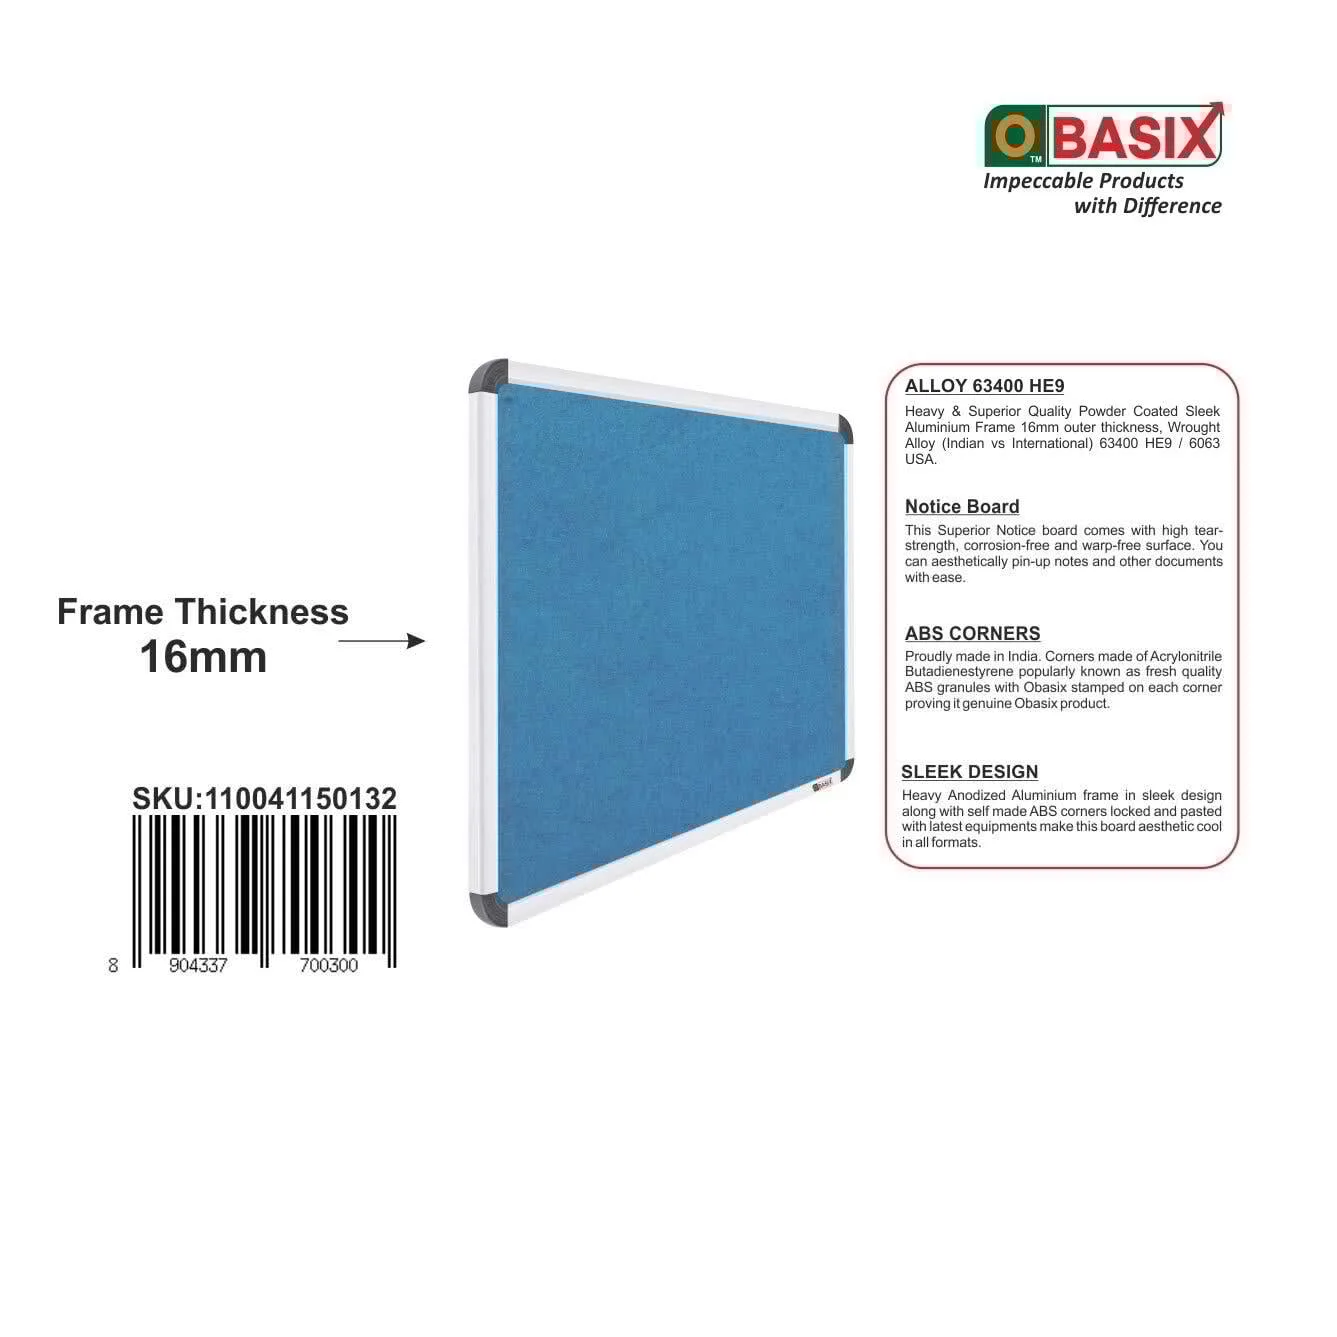 OBASIX
TM
Impeccable Products
with Difference
ALLOY 63400 HE9
Heavy & Superior Quality Powder Coated Sleek
Aluminium Frame 16mm outer thickness, Wrought
Alloy (Indian vs International) 63400 HE9 / 6063
USA.
Notice Board
This Superior Notice board comes with high tear-
strength, corrosion-free and warp-free surface. You
can aesthetically pin-up notes and other documents
with ease.
ABS CORNERS
Proudly made in India. Corners made of Acrylonitrile
Butadienestyrene popularly known as fresh quality
ABS granules with Obasix stamped on each corner
proving it genuine Obasix product.
SLEEK DESIGN
Heavy Anodized Aluminium frame in sleek design
along with self made ABS corners locked and pasted
with latest equipments make this board aesthetic cool
in all formats.
Frame Thickness
16mm
SKU:110041150132
8 904337 700300
OBASIX